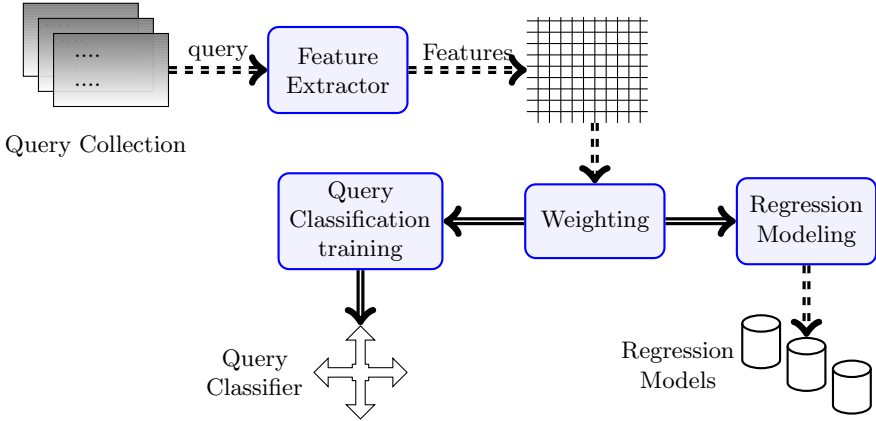 ....
....
query
Feature
Extractor
Features
Query Collection
Query
Classification
training
Weighting
Regression
Modeling
Query
Classifier
Regression
Models